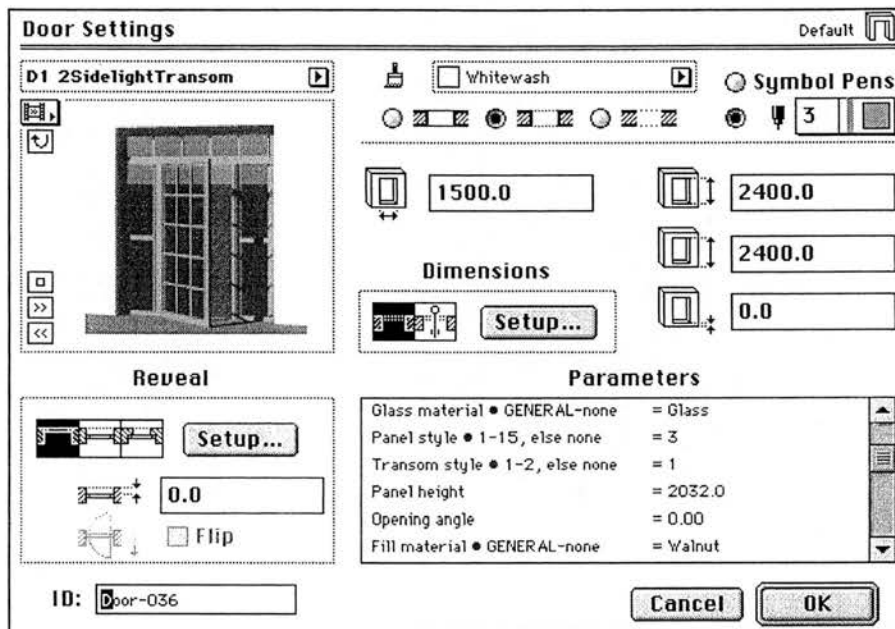 Door Settings
Default
D1 2SidelightTransom
Whitewash
Symbol Pens
3
1500.0
2400.0
2400.0
0.0
Dimensions
Setup...
Reveal
Setup...
0.0
Flip
Parameters
Glass material • GENERAL-none = Glass
Panel style • 1-15, else none = 3
Transom style • 1-2, else none = 1
Panel height = 2032.0
Opening angle = 0.00
Fill material • GENERAL-none = Walnut
ID: Door-036
Cancel
OK